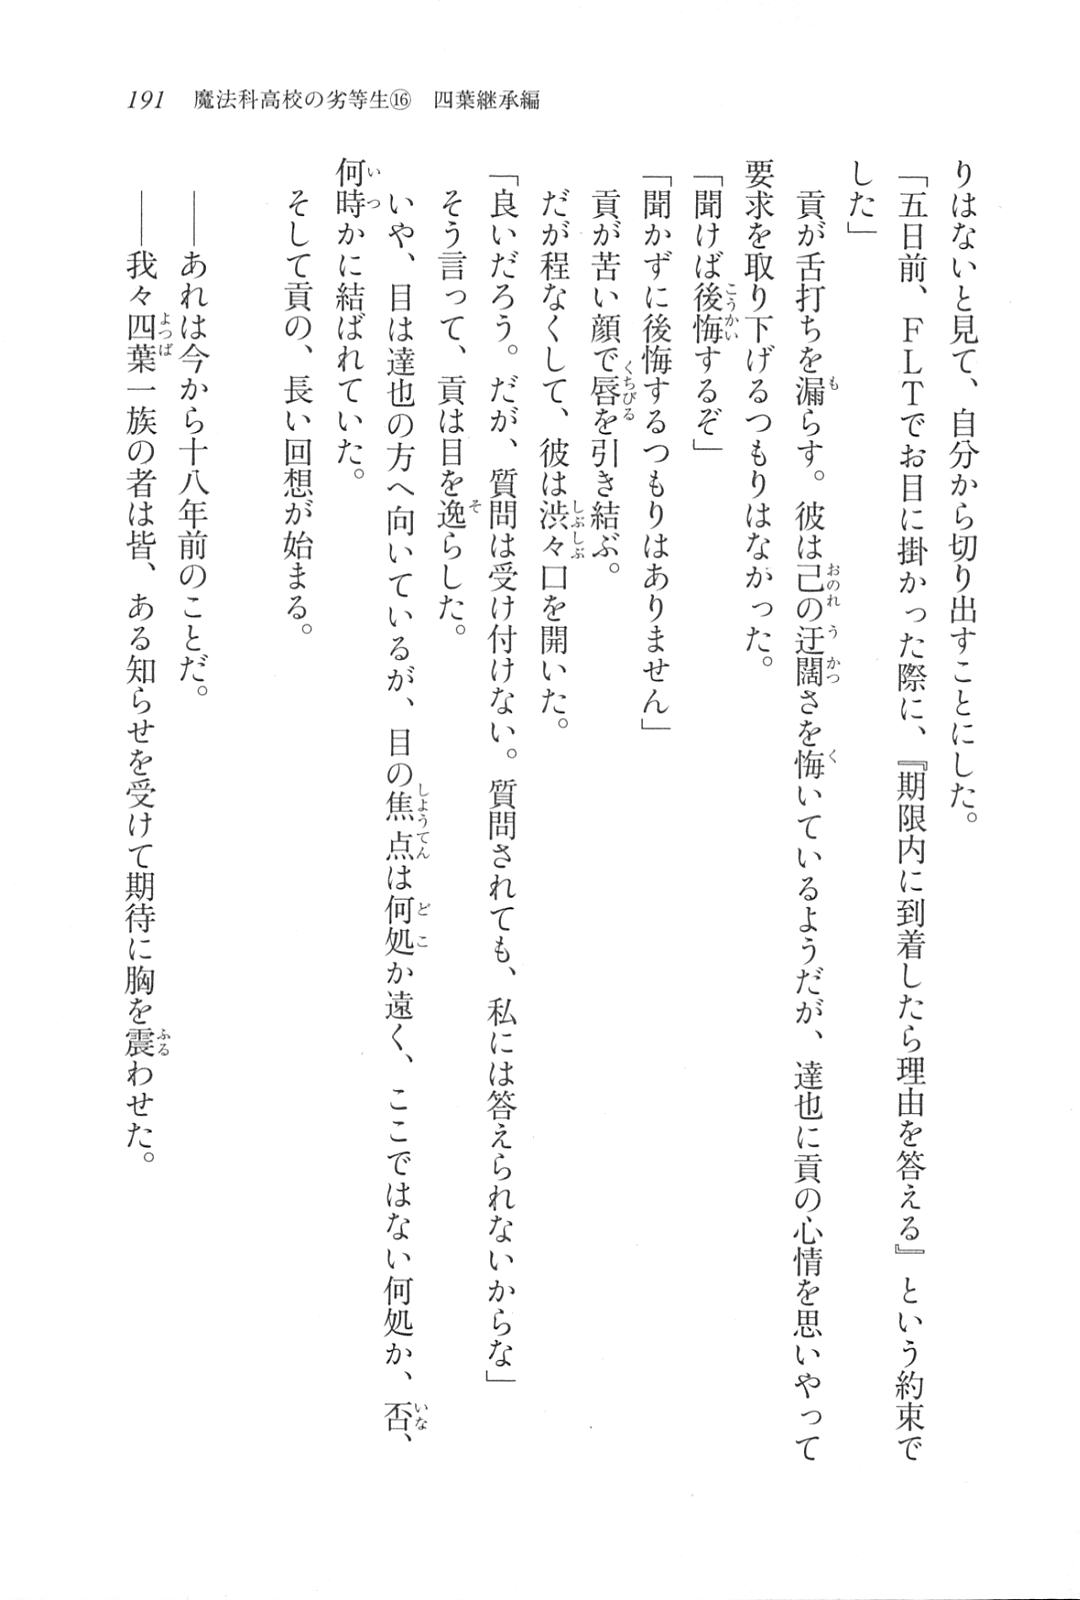 191　魔法科高校の劣等生⑯　四葉継承編
りはないと見て、自分から切り出すことにした。
「五日前、ＦＬＴでお目に掛かった際に、『期限内に到着したら理由を答える』という約束で
した」
　貢が舌打ちを漏らす。彼は己の迂闊さを悔いているようだが、達也に貢の心情を思いやって
要求を取り下げるつもりはなかった。
「聞けば後悔するぞ」
「聞かずに後悔するつもりはありません」
　貢が苦い顔で唇を引き結ぶ。
　だが程なくして、彼は渋々口を開いた。
「良いだろう。だが、質問は受け付けない。質問されても、私には答えられないからな」
　そう言って、貢は目を逸らした。
　いや、目は達也の方へ向いているが、目の焦点は何処か遠く、ここではない何処か、否、
何時かに結ばれていた。
　そして貢の、長い回想が始まる。
　――あれは今から十八年前のことだ。
　――我々四葉一族の者は皆、ある知らせを受けて期待に胸を震わせた。